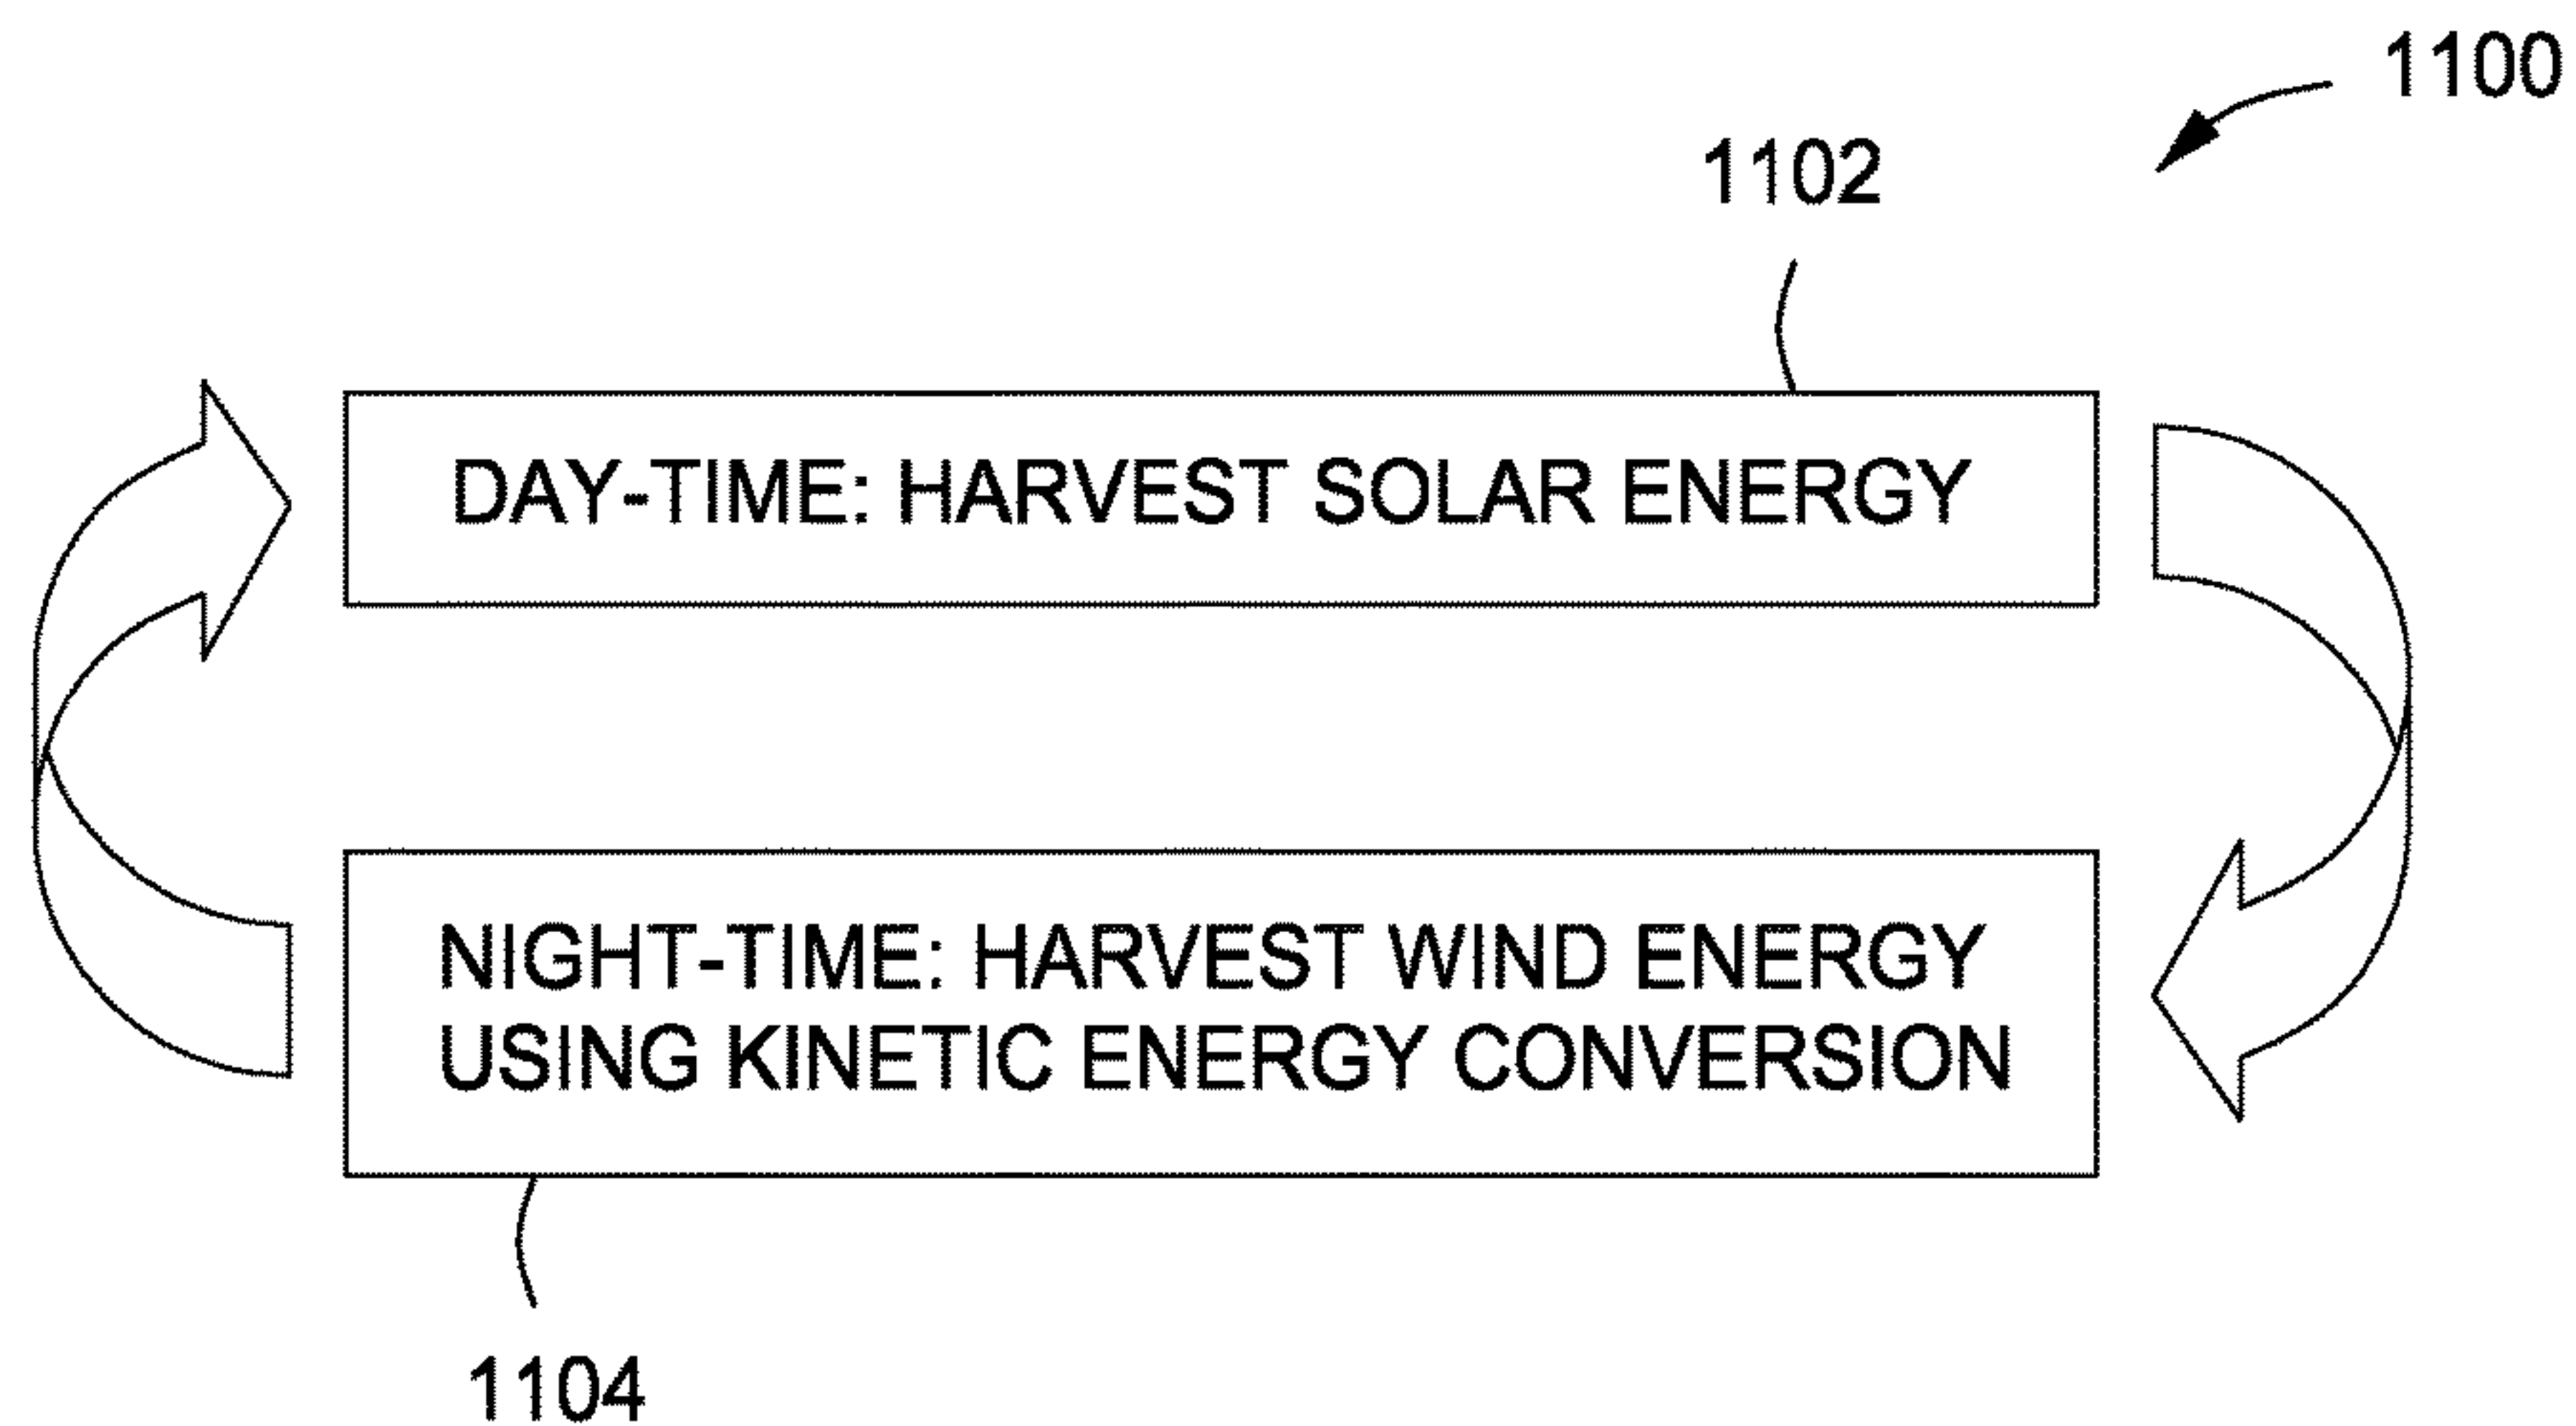 1100
1102
DAY-TIME: HARVEST SOLAR ENERGY
NIGHT-TIME: HARVEST WIND ENERGY
USING KINETIC ENERGY CONVERSION
1104